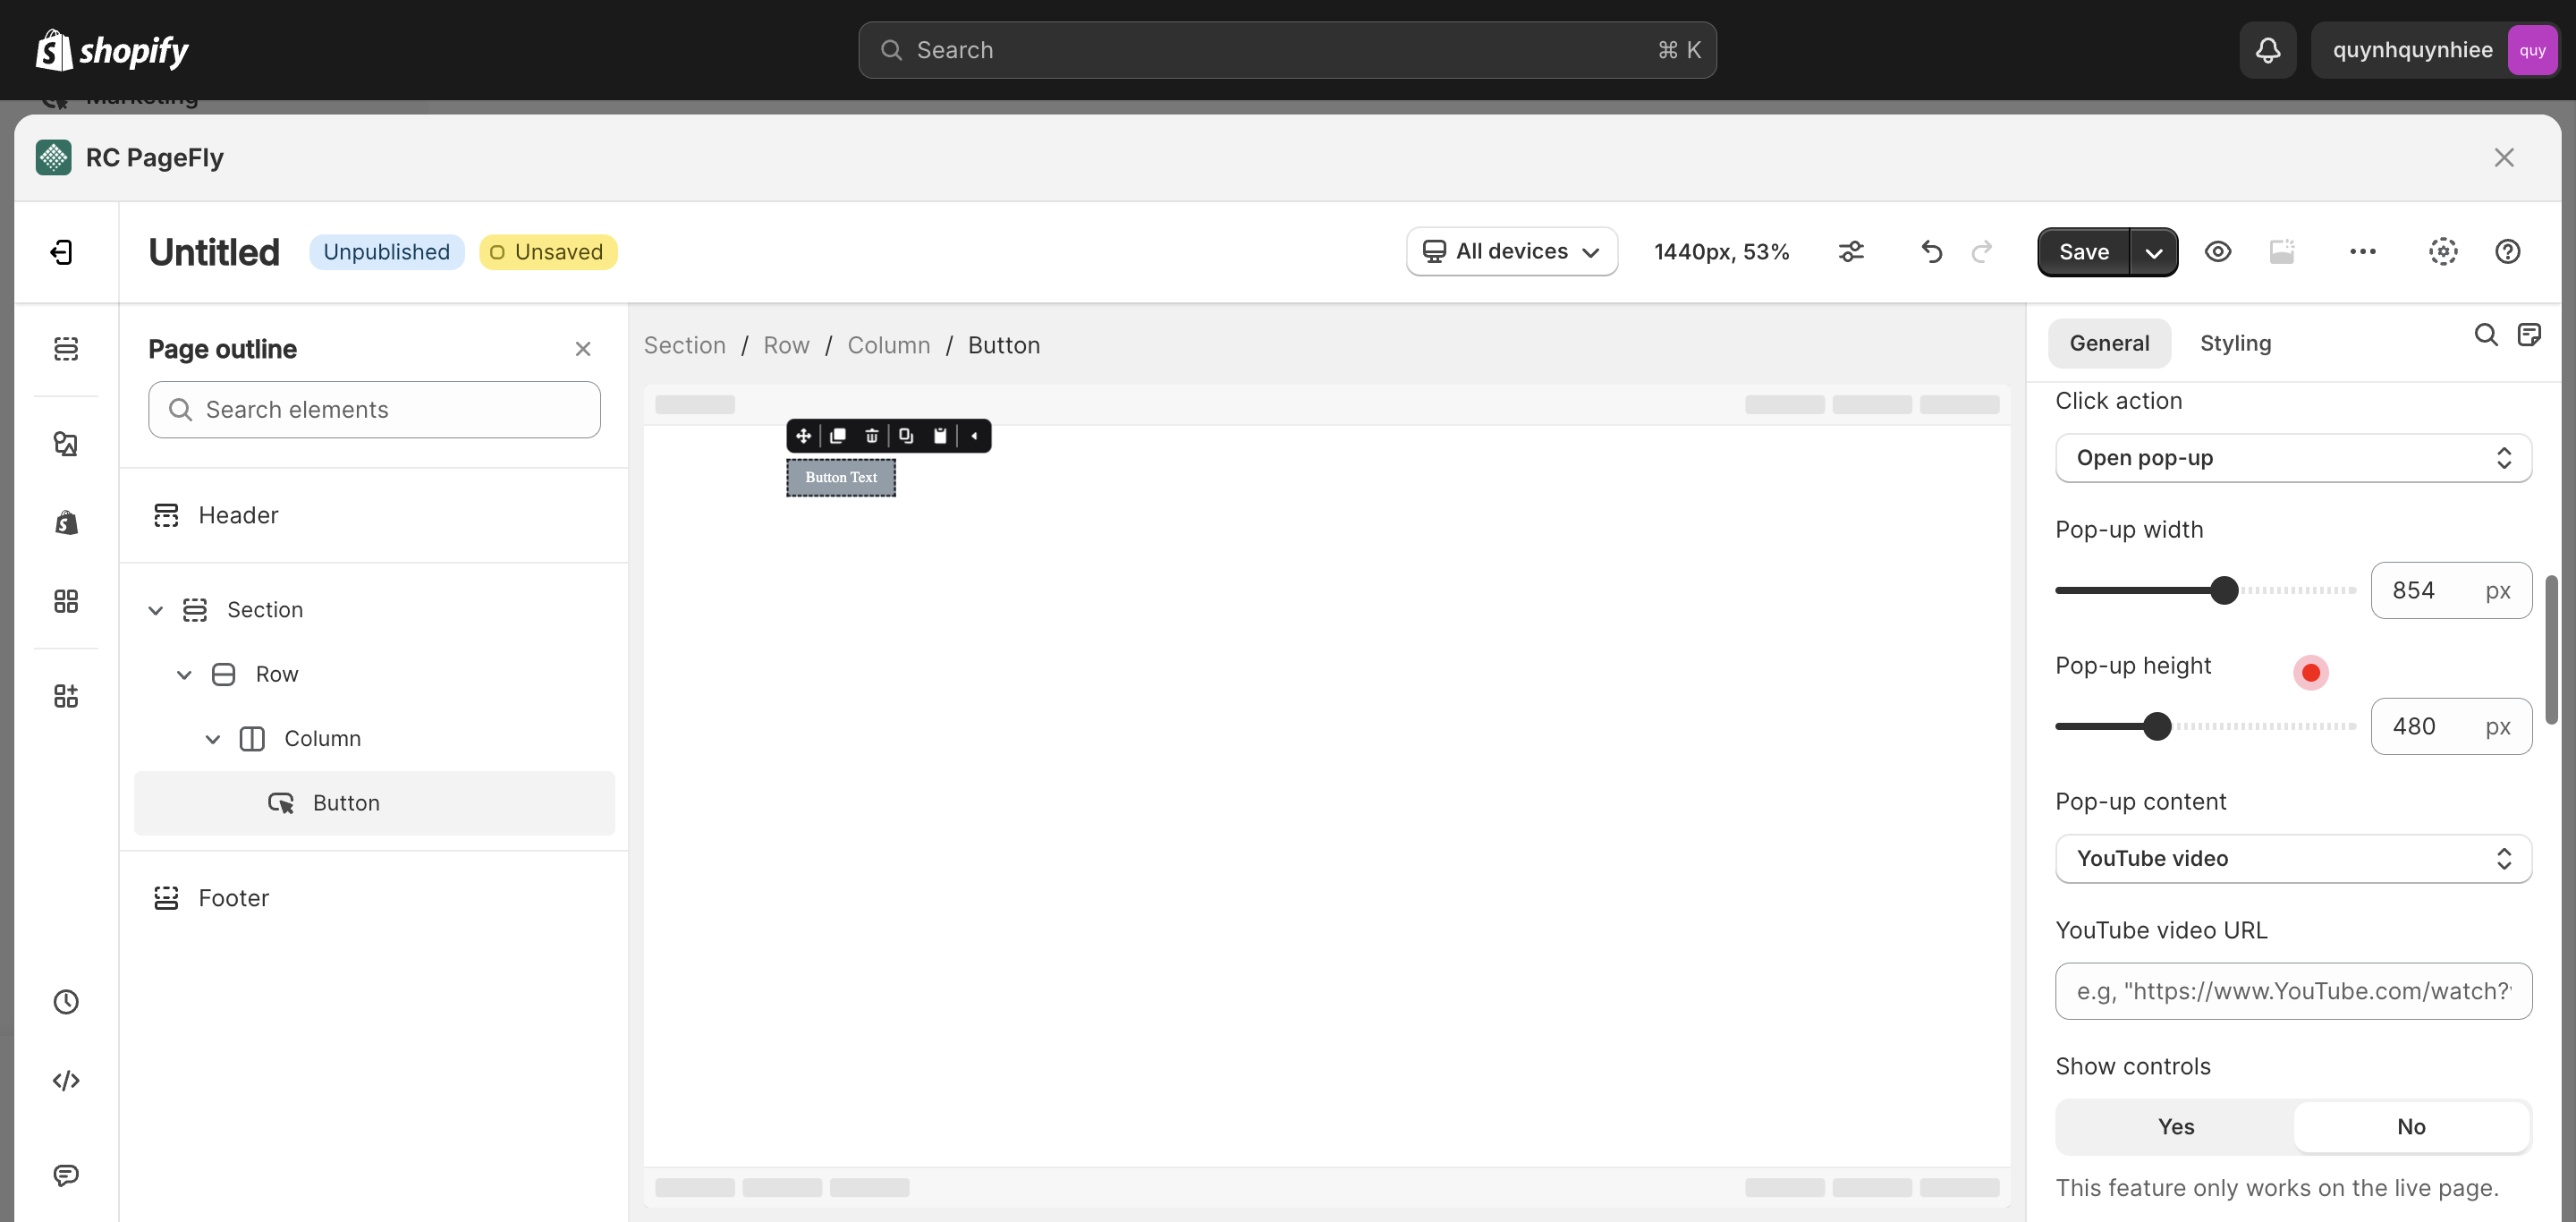 shopify
Search
⌘ K
quynhquynhiee
quy
Marketing
RC PageFly
Untitled
Unpublished
Unsaved
All devices
1440px, 53%
Save
Page outline
Search elements
Header
Section
Row
Column
Button
Footer
Section / Row / Column / Button
Button Text
General
Styling
Click action
Open pop-up
Pop-up width
854 px
Pop-up height
480 px
Pop-up content
YouTube video
YouTube video URL
e.g, "https://www.YouTube.com/watch?
Show controls
Yes
No
This feature only works on the live page.